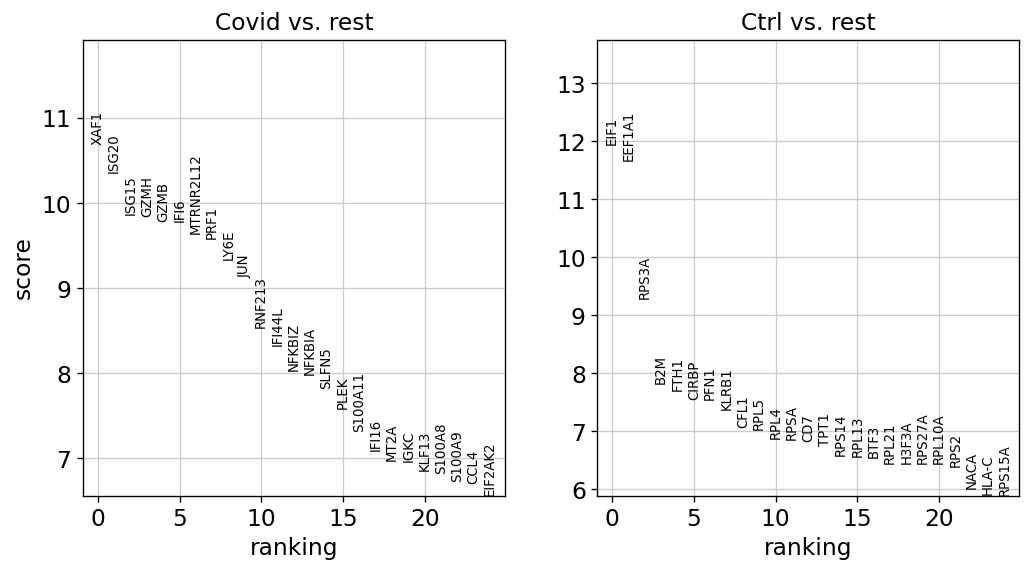 Covid vs. rest
score
11
10
9
8
7
XAF1
ISG20
ISG15
GZMH
GZMB
IFI6
MTRNR2L12
PRF1
LY6E
JUN
RNF213
IFI44L
NFKBIZ
NFKBIA
SLFN5
PLEK
S100A11
IFI16
MT2A
IGKC
KLF13
S100A8
S100A9
CCL4
EIF2AK2
0 5 10 15 20
ranking
Ctrl vs. rest
13
12
11
10
9
8
7
6
EIF1
EEF1A1
RPS3A
B2M
FTH1
CIRBP
PFN1
KLRB1
CFL1
RPL5
RPL4
RPSA
CD7
TPT1
RPS14
RPL13
BTF3
RPL21
H3F3A
RPS27A
RPL10A
RPS2
NACA
HLA-C
RPS15A
0 5 10 15 20
ranking